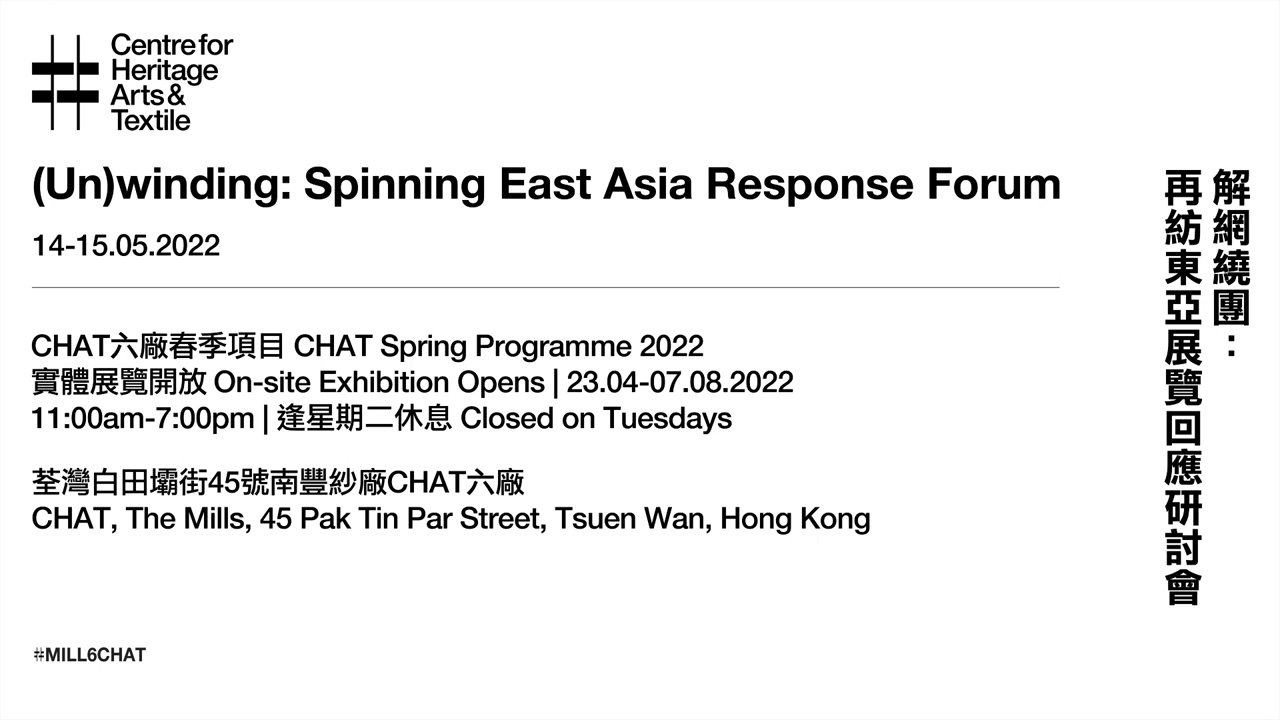 Centre for
Heritage
Arts &
Textile
(Un)winding: Spinning East Asia Response Forum
14-15.05.2022
解網繞團：
再紡東亞展覽回應研討會
CHAT六廠春季項目 CHAT Spring Programme 2022
實體展覽開放 On-site Exhibition Opens | 23.04-07.08.2022
11:00am-7:00pm | 逢星期二休息 Closed on Tuesdays
荃灣白田壩街45號南豐紗廠CHAT六廠
CHAT, The Mills, 45 Pak Tin Par Street, Tsuen Wan, Hong Kong
#MILL6CHAT